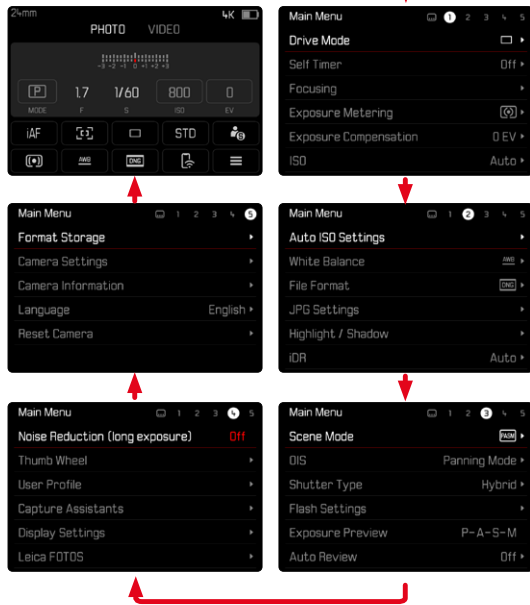 24mm 4K
PHOTO VIDEO
-3 -2 -1 0 +1 +2 +3
P 1.7 1/60 800 0
MODE F S ISO EV
iAF STD
AWB DNG
Main Menu 1 2 3 4 5
Drive Mode
Self Timer Off
Focusing
Exposure Metering
Exposure Compensation 0 EV
ISO Auto
Main Menu 1 2 3 4 5
Format Storage
Camera Settings
Camera Information
Language English
Reset Camera
Main Menu 1 2 3 4 5
Auto ISO Settings
White Balance AWB
File Format DNG
JPG Settings
Highlight / Shadow
iDR Auto
Main Menu 1 2 3 4 5
Noise Reduction (long exposure) Off
Thumb Wheel
User Profile
Capture Assistants
Display Settings
Leica FOTOS
Main Menu 1 2 3 4 5
Scene Mode PASM
OIS Panning Mode
Shutter Type Hybrid
Flash Settings
Exposure Preview P-A-S-M
Auto Review Off